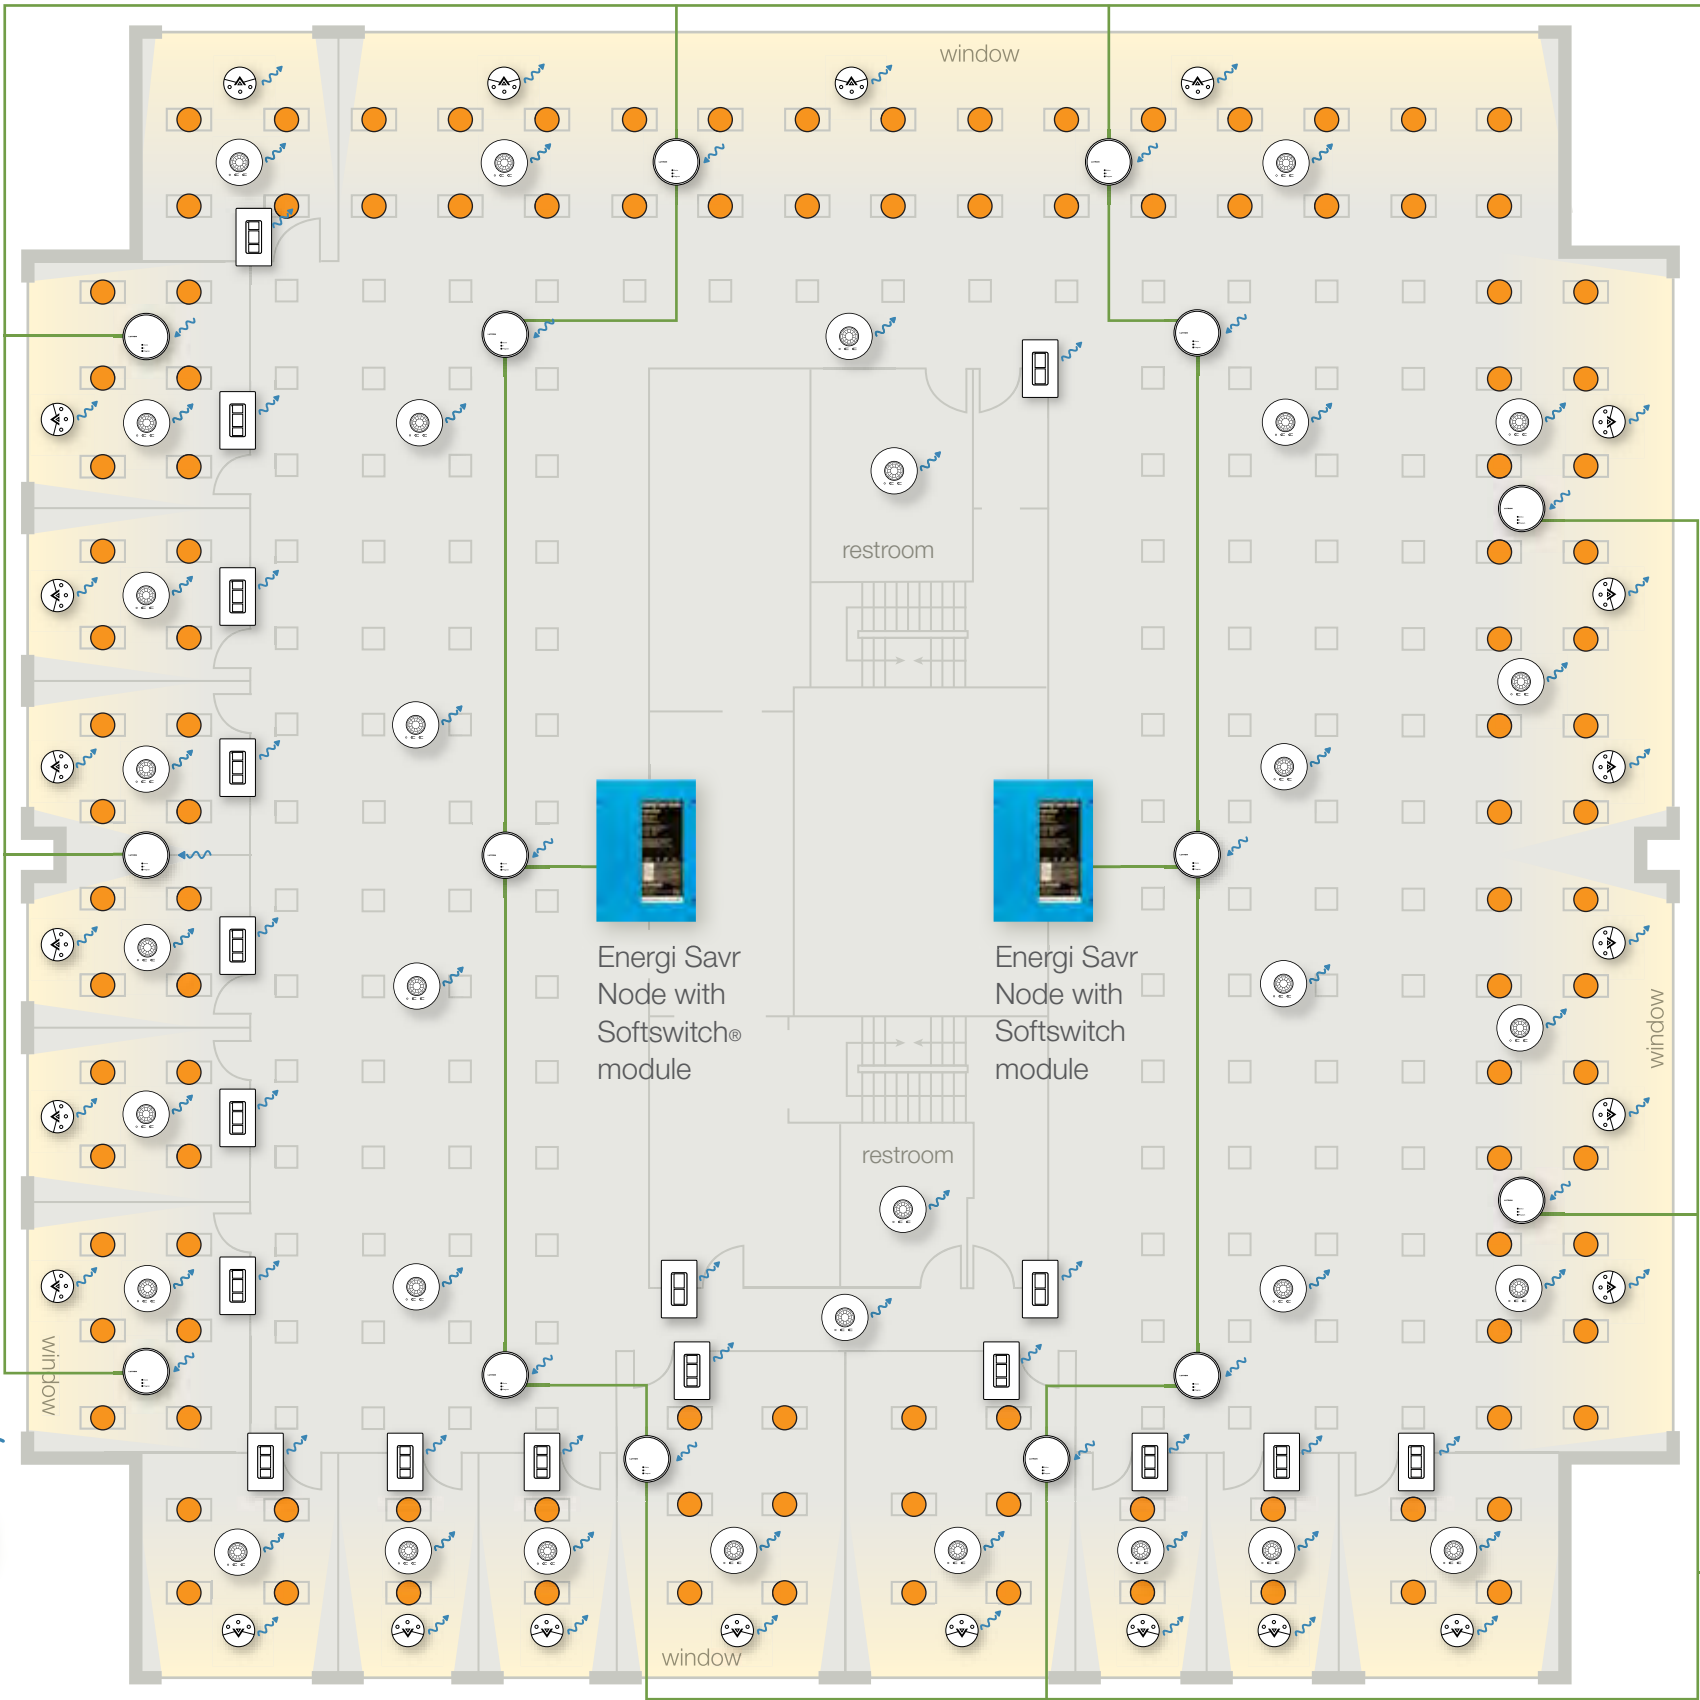 window
restroom
Energi Savr
Node with
Softswitch®
module
Energi Savr
Node with
Softswitch
module
window
restroom
window
window